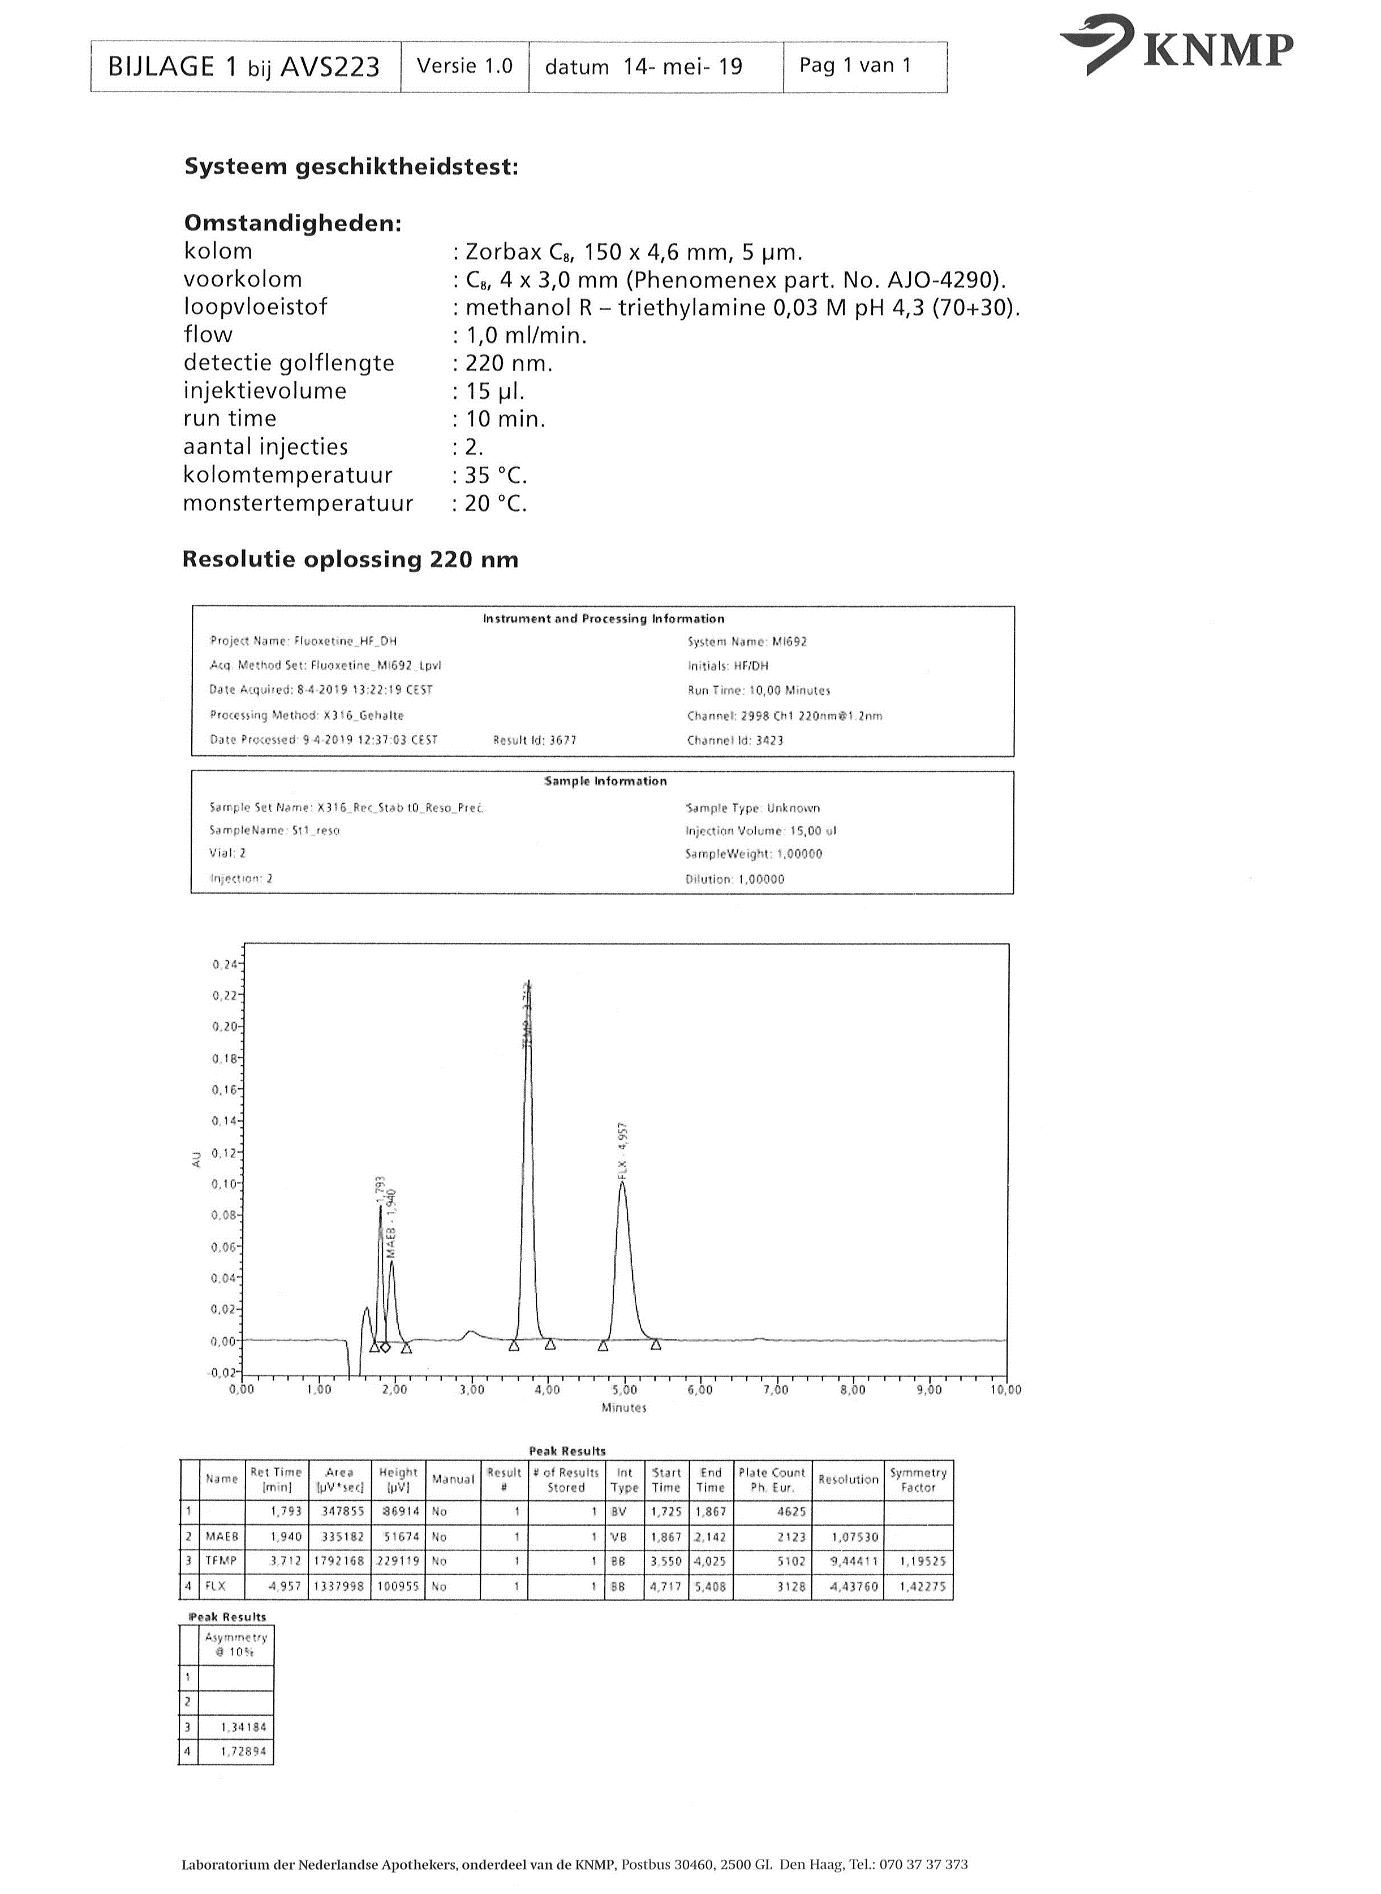 BIJLAGE 1 bij AVS223 Versie 1.0 datum 14- mei- 19 Pag 1 van 1
KNMP
Systeem geschiktheidstest:
Omstandigheden:
kolom : Zorbax C₈, 150 x 4,6 mm, 5 µm.
voorkolom : C₈, 4 x 3,0 mm (Phenomenex part. No. AJO-4290).
loopvloeistof : methanol R – triethylamine 0,03 M pH 4,3 (70+30).
flow : 1,0 ml/min.
detectie golflengte : 220 nm.
injektievolume : 15 µl.
run time : 10 min.
aantal injecties : 2.
kolomtemperatuur : 35 °C.
monstertemperatuur : 20 °C.
Resolutie oplossing 220 nm
Instrument and Processing Information
Project Name: Fluoxetine_HF_DH System Name: MI692
Acq. Method Set: Fluoxetine_MI692_Lpvl Initials: HF/DH
Date Acquired: 8-4-2019 13:22:19 CEST Run Time: 10,00 Minutes
Processing Method: X316_Gehalte Channel: 2998 Ch1 220nm@1.2nm
Date Processed: 9-4-2019 12:37:03 CEST Result Id: 3677 Channel Id: 3423
Sample Information
Sample Set Name: X316_Rec_Stab t0_Reso_Prec. Sample Type: Unknown
SampleName: St1_reso Injection Volume: 15,00 ul
Vial: 2 SampleWeight: 1,00000
Injection: 2 Dilution: 1,00000
0,24
0,22
0,20
0,18
0,16
0,14
0,12
0,10
0,08
0,06
0,04
0,02
0,00
-0,02
AU
1,793
MAEB - 1,940
TFMP - 3,712
FLX - 4,957
0,00 1,00 2,00 3,00 4,00 5,00 6,00 7,00 8,00 9,00 10,00
Minutes
Peak Results
Name Ret Time [min] Area [µV*sec] Height [µV] Manual Result # # of Results Stored Int Type Start Time End Time Plate Count Ph. Eur. Resolution Symmetry Factor
1 1,793 347855 86914 No 1 1 BV 1,725 1,867 4625
2 MAEB 1,940 335182 51674 No 1 1 VB 1,867 2,142 2123 1,07530
3 TFMP 3,712 1792168 229119 No 1 1 BB 3,550 4,025 5102 9,44411 1,19525
4 FLX 4,957 1337998 100955 No 1 1 BB 4,717 5,408 3128 4,43760 1,42275
Peak Results
Asymmetry
@ 10%
1
2
3 1,34184
4 1,72894
Laboratorium der Nederlandse Apothekers, onderdeel van de KNMP, Postbus 30460, 2500 GL Den Haag, Tel.: 070 37 37 373